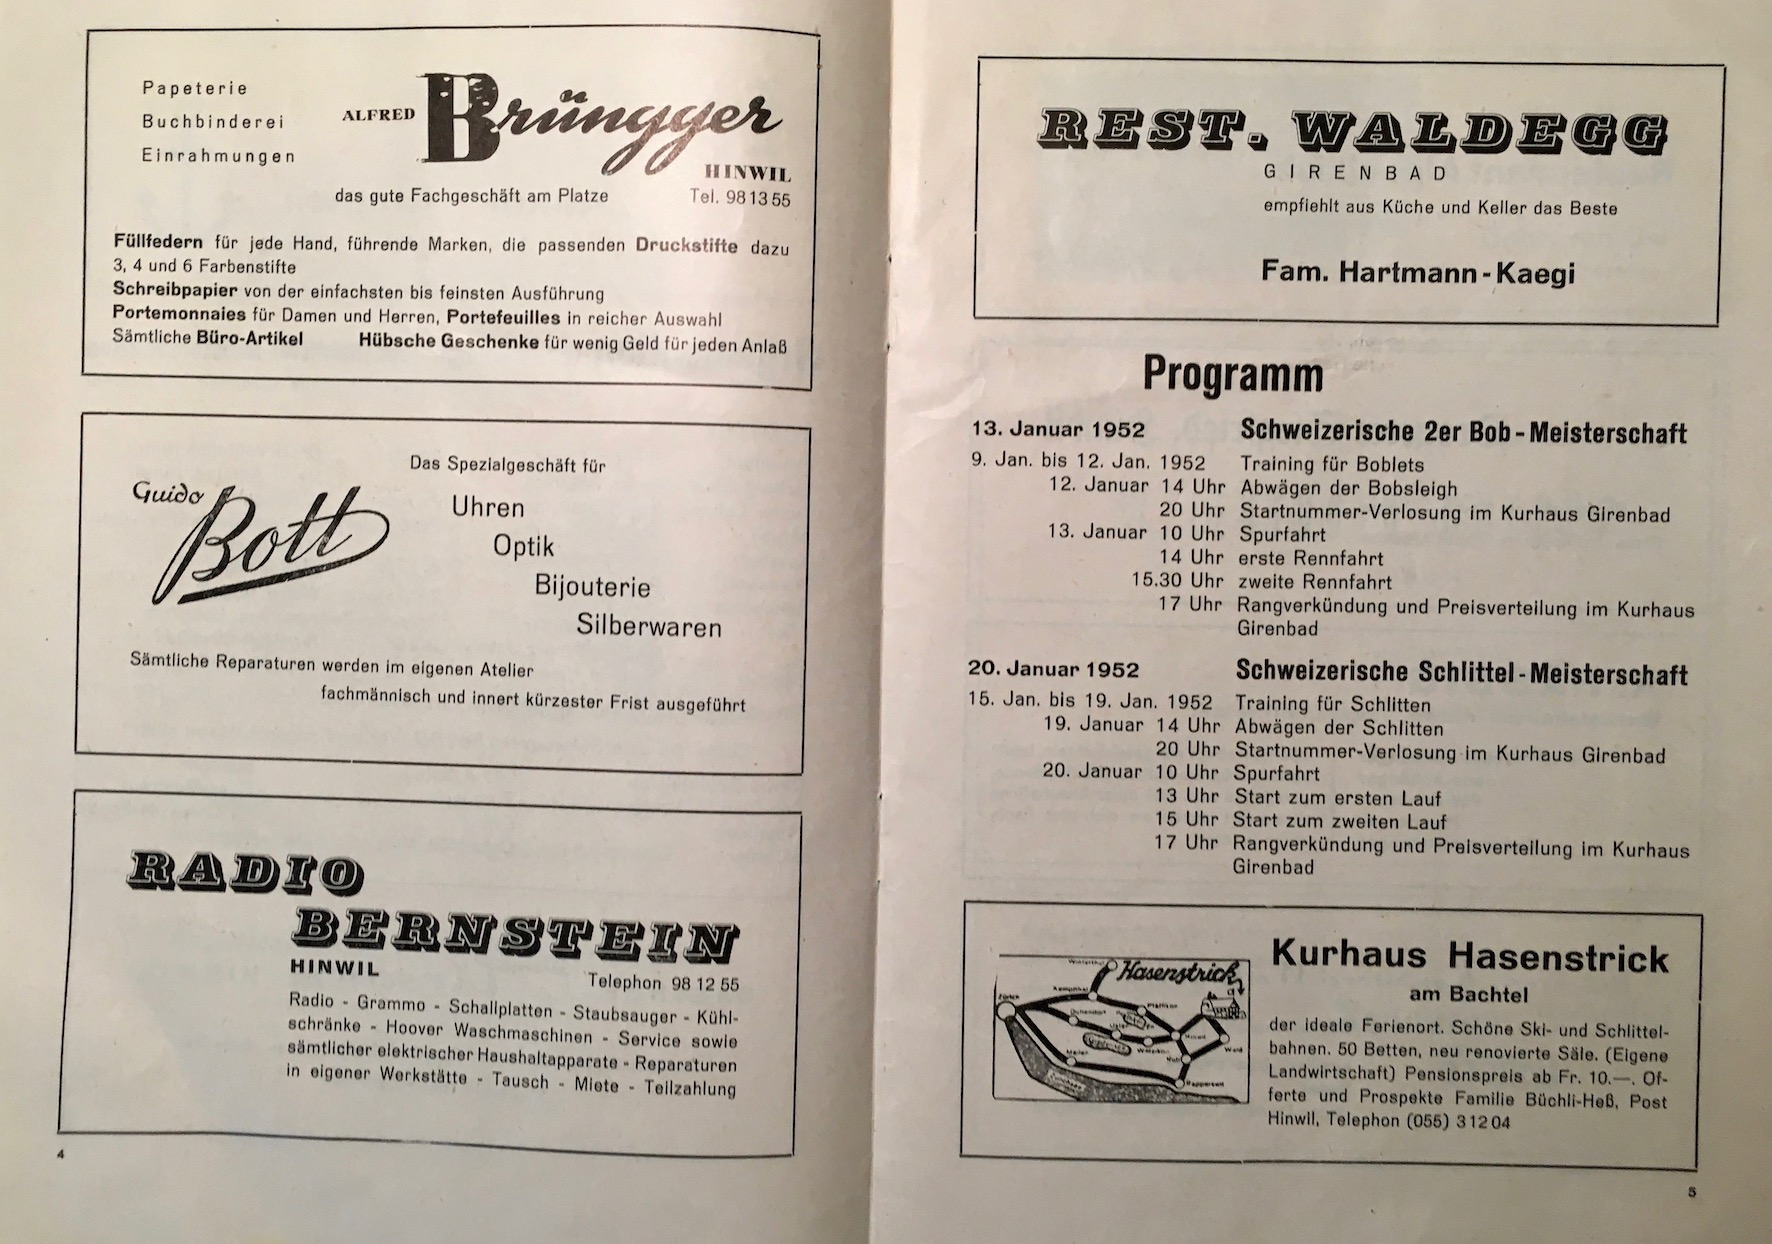 Papeterie
Buchbinderei
Einrahmungen
ALFRED Brüngger
HINWIL
das gute Fachgeschäft am Platze Tel. 98 13 55
Füllfedern für jede Hand, führende Marken, die passenden Druckstifte dazu
3, 4 und 6 Farbenstifte
Schreibpapier von der einfachsten bis feinsten Ausführung
Portemonnaies für Damen und Herren, Portefeuilles in reicher Auswahl
Sämtliche Büro-Artikel Hübsche Geschenke für wenig Geld für jeden Anlaß
Das Spezialgeschäft für
Guido Bott
Uhren
Optik
Bijouterie
Silberwaren
Sämtliche Reparaturen werden im eigenen Atelier
fachmännisch und innert kürzester Frist ausgeführt
RADIO
BERNSTEIN
HINWIL Telephon 98 12 55
Radio - Grammo - Schallplatten - Staubsauger - Kühl-
schränke - Hoover Waschmaschinen - Service sowie
sämtlicher elektrischer Haushaltapparate - Reparaturen
in eigener Werkstätte - Tausch - Miete - Teilzahlung
4
REST. WALDEGG
GIRENBAD
empfiehlt aus Küche und Keller das Beste
Fam. Hartmann-Kaegi
Programm
13. Januar 1952 Schweizerische 2er Bob-Meisterschaft
9. Jan. bis 12. Jan. 1952 Training für Boblets
12. Januar 14 Uhr Abwägen der Bobsleigh
20 Uhr Startnummer-Verlosung im Kurhaus Girenbad
13. Januar 10 Uhr Spurfahrt
14 Uhr erste Rennfahrt
15.30 Uhr zweite Rennfahrt
17 Uhr Rangverkündung und Preisverteilung im Kurhaus
Girenbad
20. Januar 1952 Schweizerische Schlittel-Meisterschaft
15. Jan. bis 19. Jan. 1952 Training für Schlitten
19. Januar 14 Uhr Abwägen der Schlitten
20 Uhr Startnummer-Verlosung im Kurhaus Girenbad
20. Januar 10 Uhr Spurfahrt
13 Uhr Start zum ersten Lauf
15 Uhr Start zum zweiten Lauf
17 Uhr Rangverkündung und Preisverteilung im Kurhaus
Girenbad
Hasenstrick
Winterthur
Zürich
Rapperswil
Wald
Kurhaus Hasenstrick
am Bachtel
der ideale Ferienort. Schöne Ski- und Schlittel-
bahnen. 50 Betten, neu renovierte Säle. (Eigene
Landwirtschaft) Pensionspreis ab Fr. 10.—. Of-
ferte und Prospekte Familie Büchli-Heß, Post
Hinwil, Telephon (055) 3 12 04
5